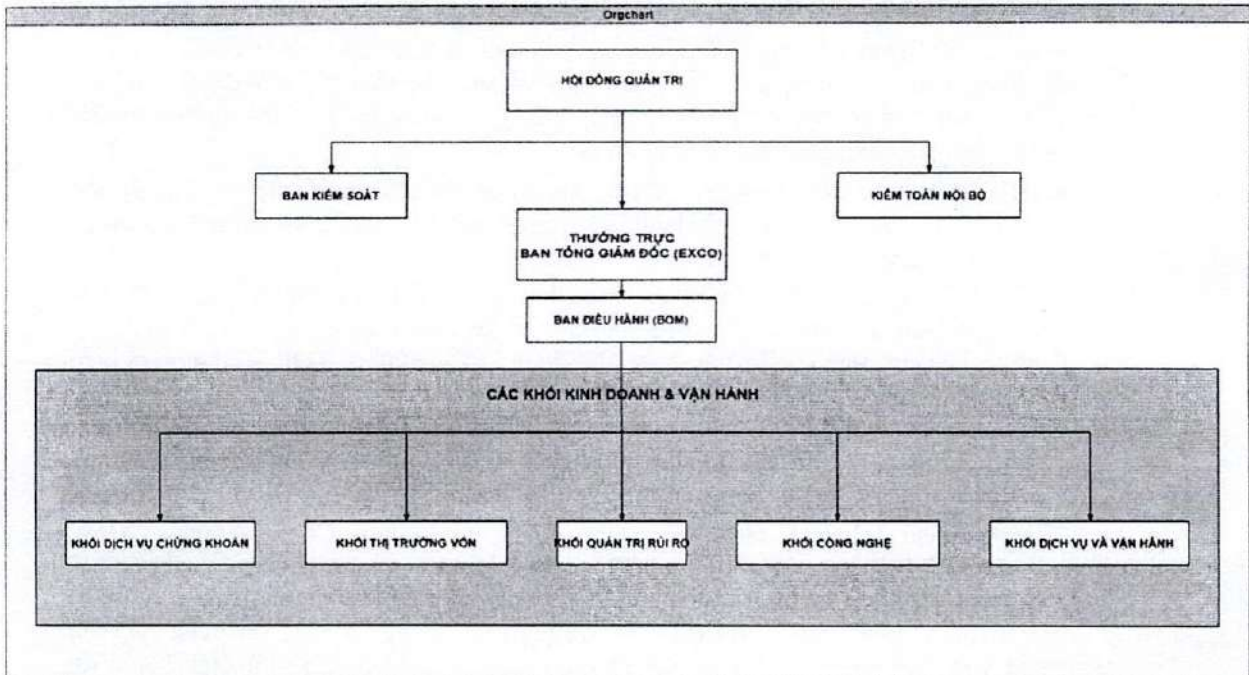 Orgchart
HỘI ĐỒNG QUẢN TRỊ
BAN KIỂM SOÁT
KIỂM TOÁN NỘI BỘ
THƯỜNG TRỰC
BAN TỔNG GIÁM ĐỐC (EXCO)
BAN ĐIỀU HÀNH (BOM)
CÁC KHỐI KINH DOANH & VẬN HÀNH
KHỐI DỊCH VỤ CHỨNG KHOÁN
KHỐI THỊ TRƯỜNG VỐN
KHỐI QUẢN TRỊ RỦI RO
KHỐI CÔNG NGHỆ
KHỐI DỊCH VỤ VÀ VẬN HÀNH